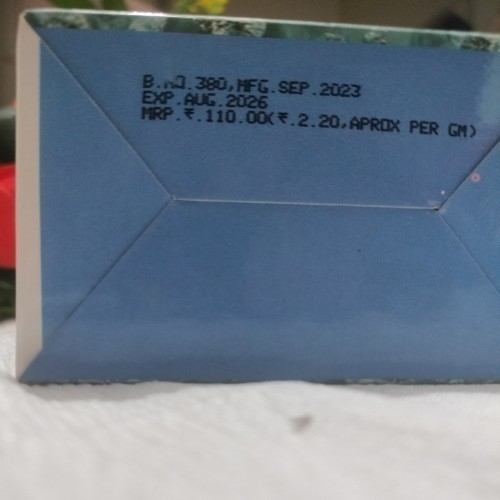 B.NO.380,MFG.SEP.2023
EXP.AUG.2026
MRP.₹.110.00(₹.2.20,APROX PER GM)